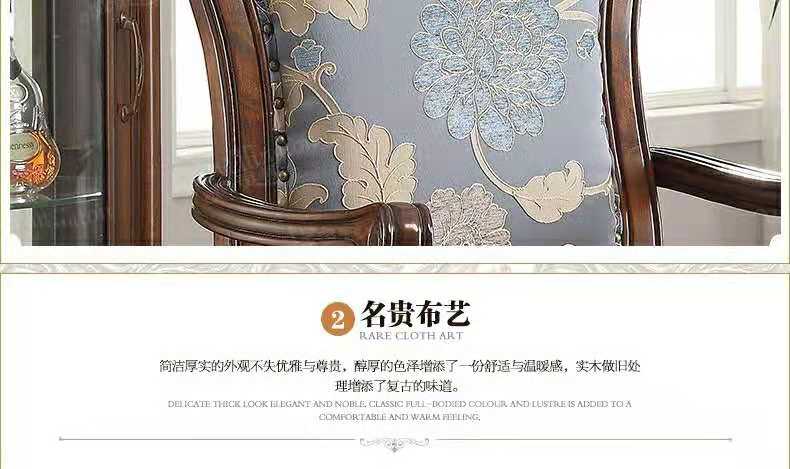 Hennessy
2 名贵布艺
RARE CLOTH ART
简洁厚实的外观不失优雅与尊贵，醇厚的色泽增添了一份舒适与温暖感，实木做旧处
理增添了复古的味道。
DELICATE THICK LOOK ELEGANT AND NOBLE, CLASSIC FULL-BODIED COLOUR AND LUSTRE IS ADDED TO A
COMFORTABLE AND WARM FEELING.